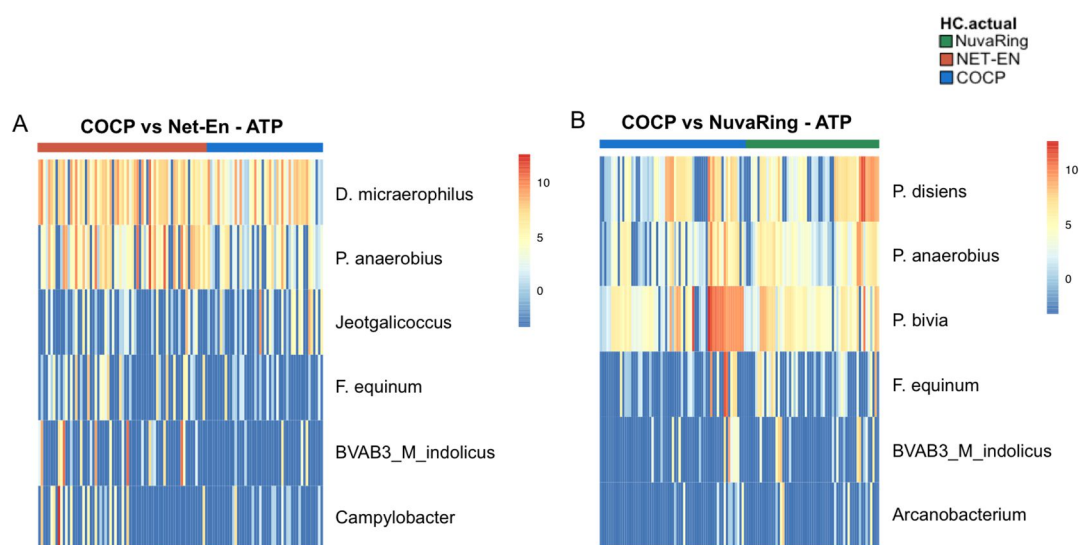 HC.actual
NuvaRing
NET-EN
COCP
A
COCP vs Net-En - ATP
10
5
0
D. micraerophilus
P. anaerobius
Jeotgalicoccus
F. equinum
BVAB3_M_indolicus
Campylobacter
B
COCP vs NuvaRing - ATP
10
5
0
P. disiens
P. anaerobius
P. bivia
F. equinum
BVAB3_M_indolicus
Arcanobacterium